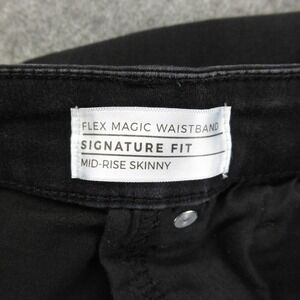 FLEX MAGIC WAISTBAND
SIGNATURE FIT
MID-RISE SKINNY